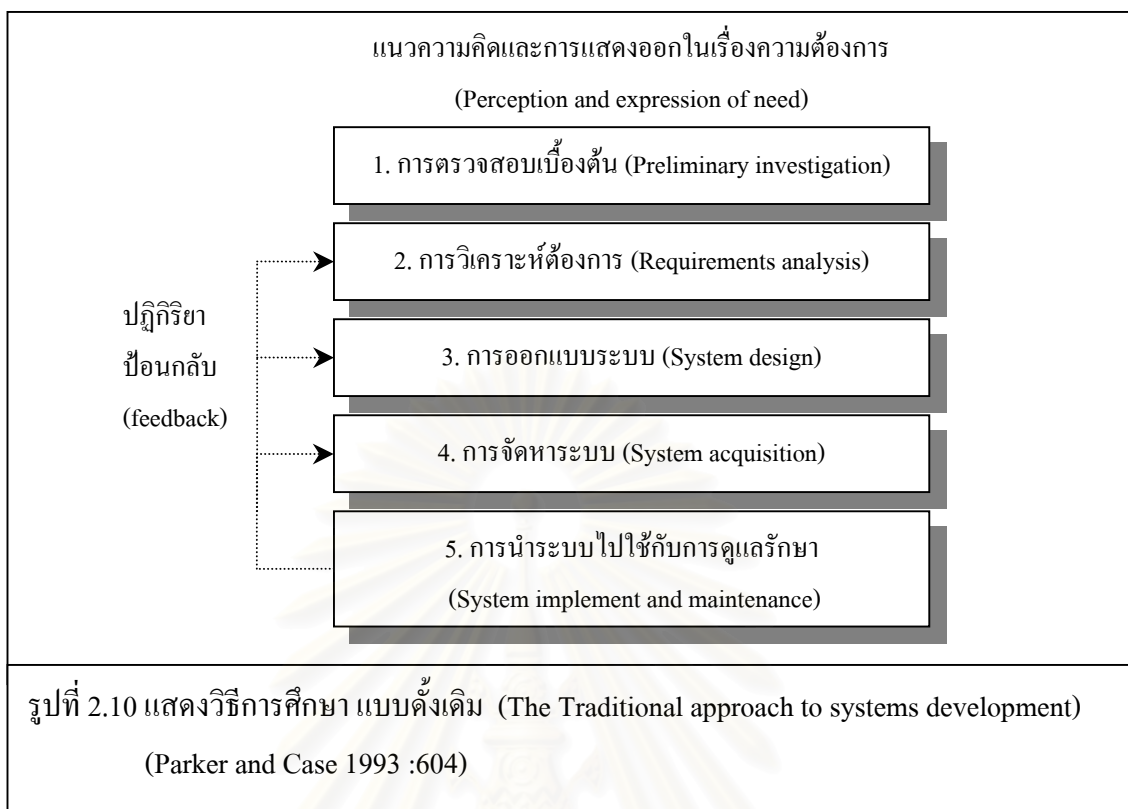 แนวความคิดและการแสดงออกในเรื่องความต้องการ
(Perception and expression of need)
1. การตรวจสอบเบื้องต้น (Preliminary investigation)
2. การวิเคราะห์ต้องการ (Requirements analysis)
ปฏิกิริยา
ป้อนกลับ
(feedback)
3. การออกแบบระบบ (System design)
4. การจัดหาระบบ (System acquisition)
5. การนำระบบไปใช้กับการดูแลรักษา
(System implement and maintenance)
รูปที่ 2.10 แสดงวิธีการศึกษา แบบดั้งเดิม (The Traditional approach to systems development)
(Parker and Case 1993 :604)